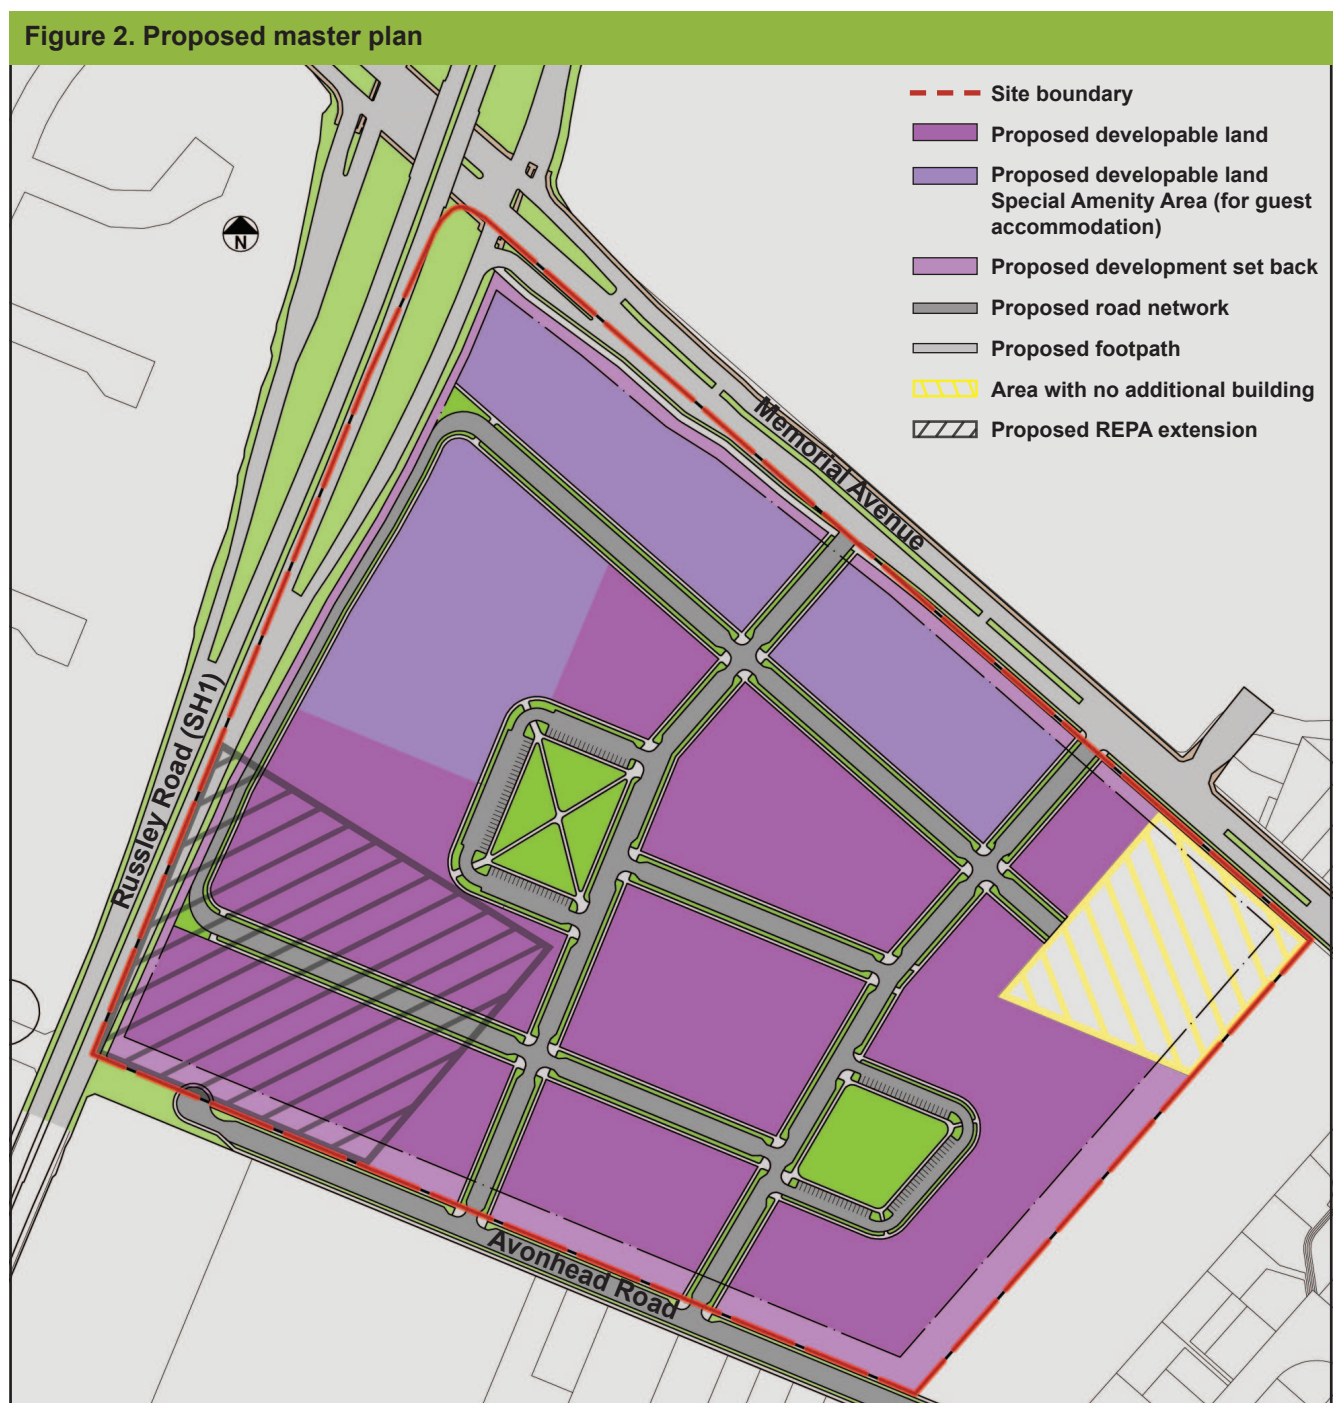 Figure 2. Proposed master plan
Site boundary
Proposed developable land
Proposed developable land
Special Amenity Area (for guest
accommodation)
Proposed development set back
Proposed road network
Proposed footpath
Area with no additional building
Proposed REPA extension
N
Memorial Avenue
Russley Road (SH1)
Avonhead Road